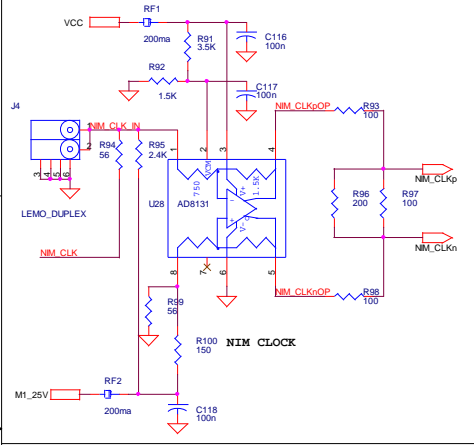 RF1
VCC
200ma
R91
3.5K
C116
100n
R92
1.5K
C117
100n
J4
NIM_CLK_IN
1
2
3
4
5
6
LEMO_DUPLEX
R94
56
R95
2.4K
NIM_CLKpOP
R93
100
1
2
3
4
VCM
V+
750
1.5K
U28
AD8131
V-
8
7
6
5
R96
200
R97
100
NIM_CLKp
NIM_CLKn
NIM_CLK
NIM_CLKnOP
R98
100
R99
56
R100
150
NIM CLOCK
M1_25V
RF2
200ma
C118
100n